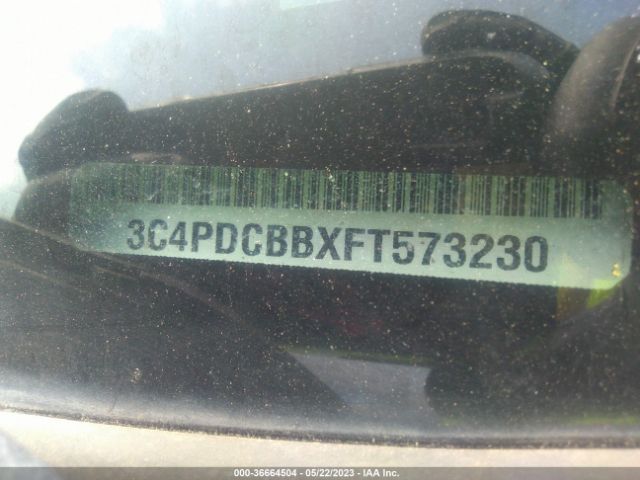 3C4PDCBBXFT573230
000-36664504 • 05/22/2023 • IAA Inc.